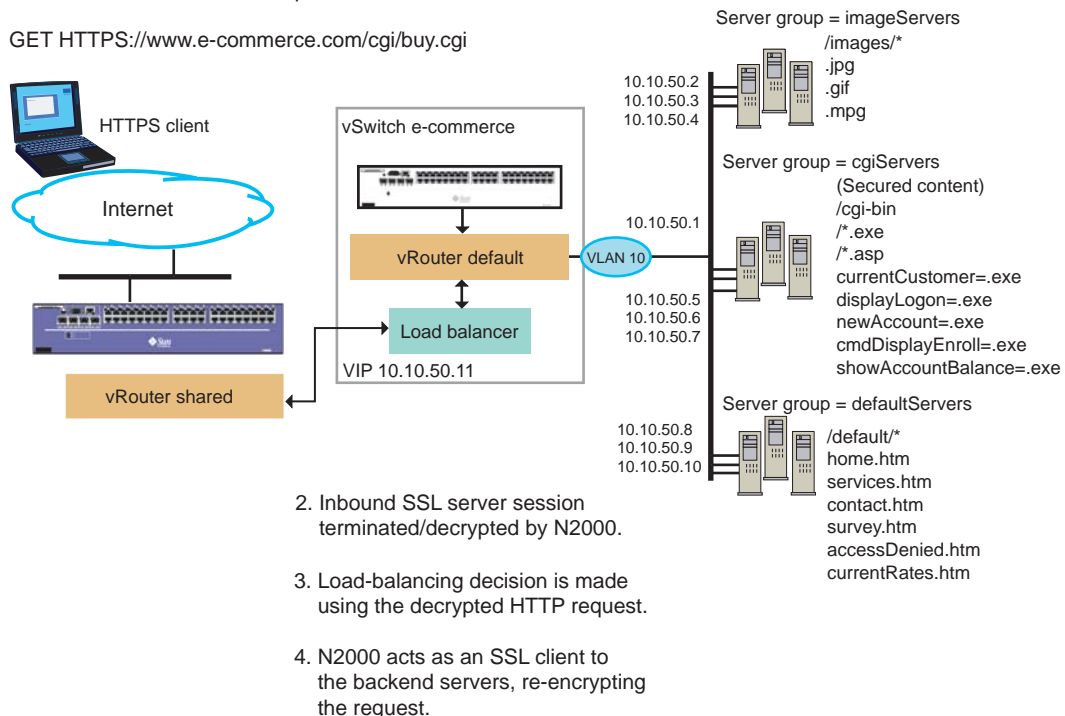 GET HTTPS://www.e-commerce.com/cgi/buy.cgi
HTTPS client
Internet
vRouter shared
vSwitch e-commerce
vRouter default
Load balancer
VIP 10.10.50.11
VLAN 10
10.10.50.1
Server group = imageServers
/images/*
.jpg
.gif
.mpg
10.10.50.2
10.10.50.3
10.10.50.4
Server group = cgiServers
(Secured content)
/cgi-bin
/*.exe
/*.asp
currentCustomer=.exe
displayLogon=.exe
newAccount=.exe
cmdDisplayEnroll=.exe
showAccountBalance=.exe
10.10.50.5
10.10.50.6
10.10.50.7
Server group = defaultServers
/default/*
home.htm
services.htm
contact.htm
survey.htm
accessDenied.htm
currentRates.htm
10.10.50.8
10.10.50.9
10.10.50.10
2. Inbound SSL server session
terminated/decrypted by N2000.
3. Load-balancing decision is made
using the decrypted HTTP request.
4. N2000 acts as an SSL client to
the backend servers, re-encrypting
the request.